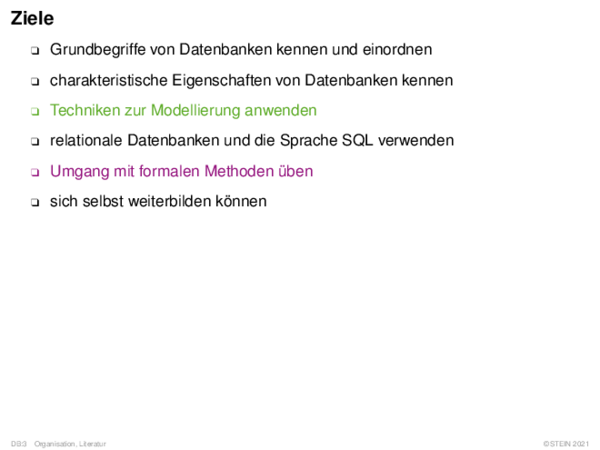 Ziele
❑ Grundbegriffe von Datenbanken kennen und einordnen
❑ charakteristische Eigenschaften von Datenbanken kennen
❑ Techniken zur Modellierung anwenden
❑ relationale Datenbanken und die Sprache SQL verwenden
❑ Umgang mit formalen Methoden üben
❑ sich selbst weiterbilden können
DB:3 Organisation, Literatur ©STEIN 2021